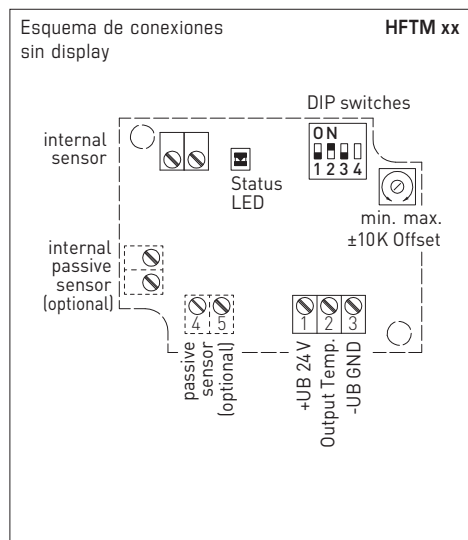 Esquema de conexiones
sin display
HFTM xx
DIP switches
ON
1 2 3 4
internal
sensor
Status
LED
min. max.
±10K Offset
internal
passive
sensor
(optional)
4 5
1 2 3
passive
sensor
(optional)
+UB 24 V
Output Temp.
-UB GND